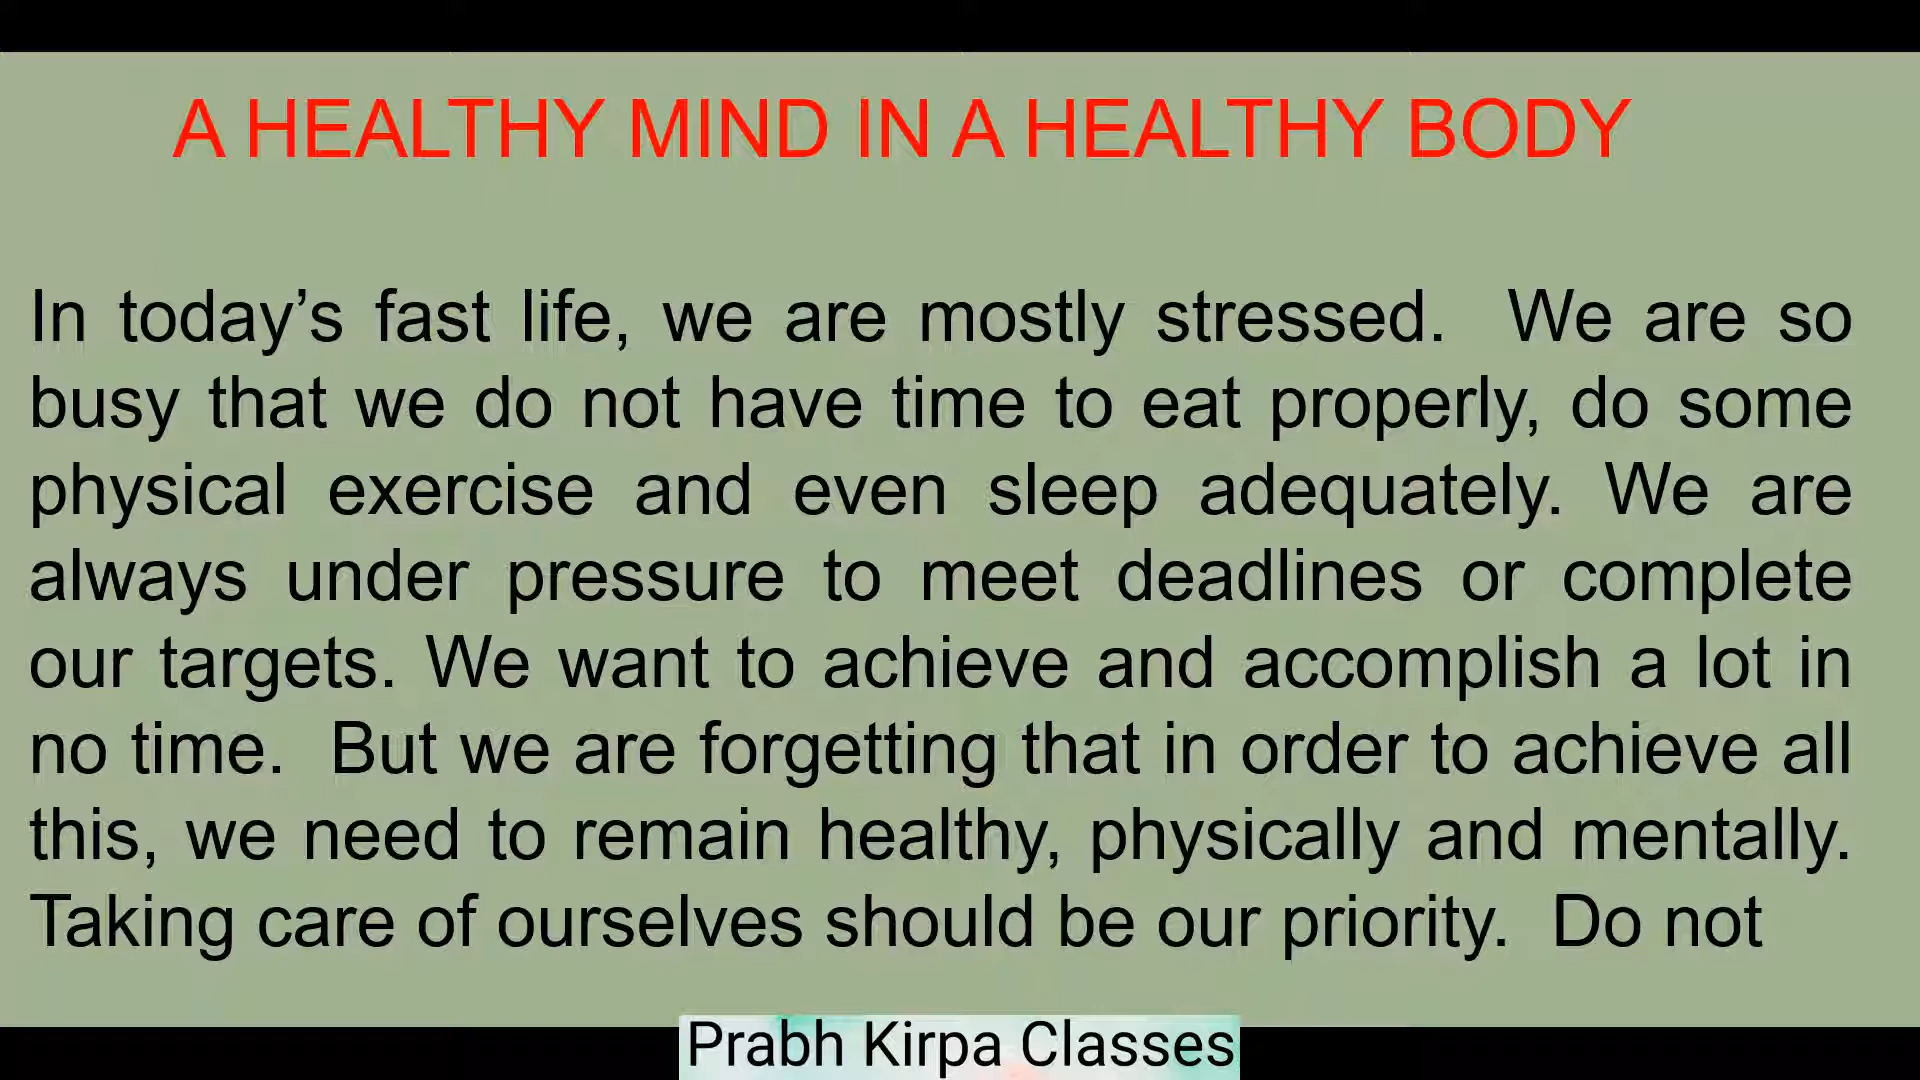 A HEALTHY MIND IN A HEALTHY BODY
In today’s fast life, we are mostly stressed.  We are so
busy that we do not have time to eat properly, do some
physical exercise and even sleep adequately. We are
always under pressure to meet deadlines or complete
our targets. We want to achieve and accomplish a lot in
no time.  But we are forgetting that in order to achieve all
this, we need to remain healthy, physically and mentally.
Taking care of ourselves should be our priority.  Do not
Prabh Kirpa Classes